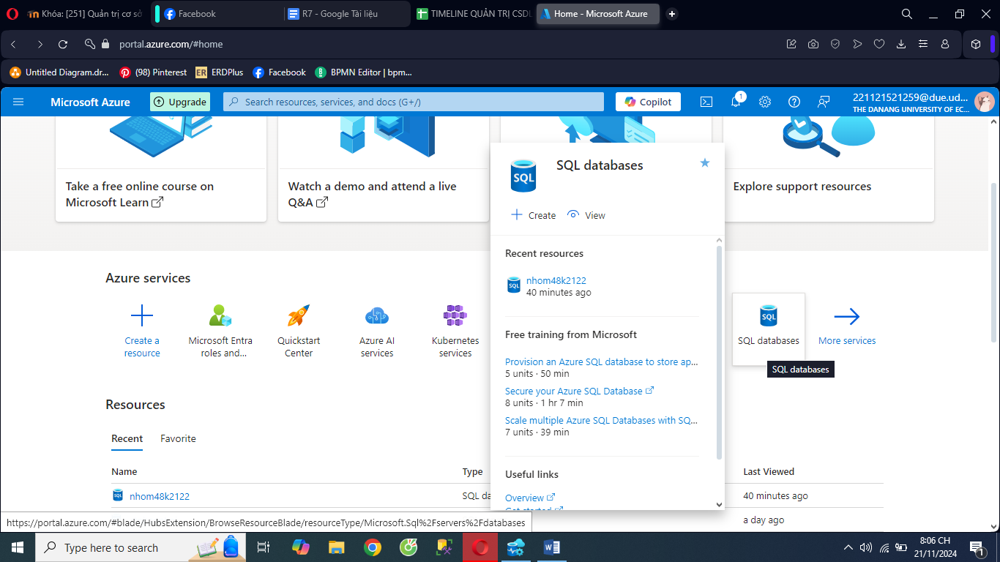 Khóa: [251] Quản trị cơ sở
Facebook
R7 - Google Tài liệu
TIMELINE QUẢN TRỊ CSDL
Home - Microsoft Azure
portal.azure.com/#home
Untitled Diagram.dr...
(98) Pinterest
ERDPlus
Facebook
BPMN Editor | bpm...
Microsoft Azure
Upgrade
Search resources, services, and docs (G+/)
Copilot
1
221121521259@due.ud...
THE DANANG UNIVERSITY OF EC...
Take a free online course on
Microsoft Learn
Watch a demo and attend a live
Q&A
Explore support resources
SQL
SQL databases
Create
View
Recent resources
SQL
nhom48k2122
40 minutes ago
Free training from Microsoft
Provision an Azure SQL database to store ap...
5 units · 50 min
Secure your Azure SQL Database
8 units · 1 hr 7 min
Scale multiple Azure SQL Databases with SQ...
7 units · 39 min
Useful links
Overview
Get started
Azure services
Create a
resource
Microsoft Entra
roles and...
Quickstart
Center
Azure AI
services
Kubernetes
services
SQL
SQL databases
More services
SQL databases
Resources
Recent
Favorite
Name
Type
Last Viewed
SQL
nhom48k2122
SQL da
40 minutes ago
a day ago
https://portal.azure.com/#blade/HubsExtension/BrowseResourceBlade/resourceType/Microsoft.Sql%2Fservers%2Fdatabases
Type here to search
8:06 CH
21/11/2024
1